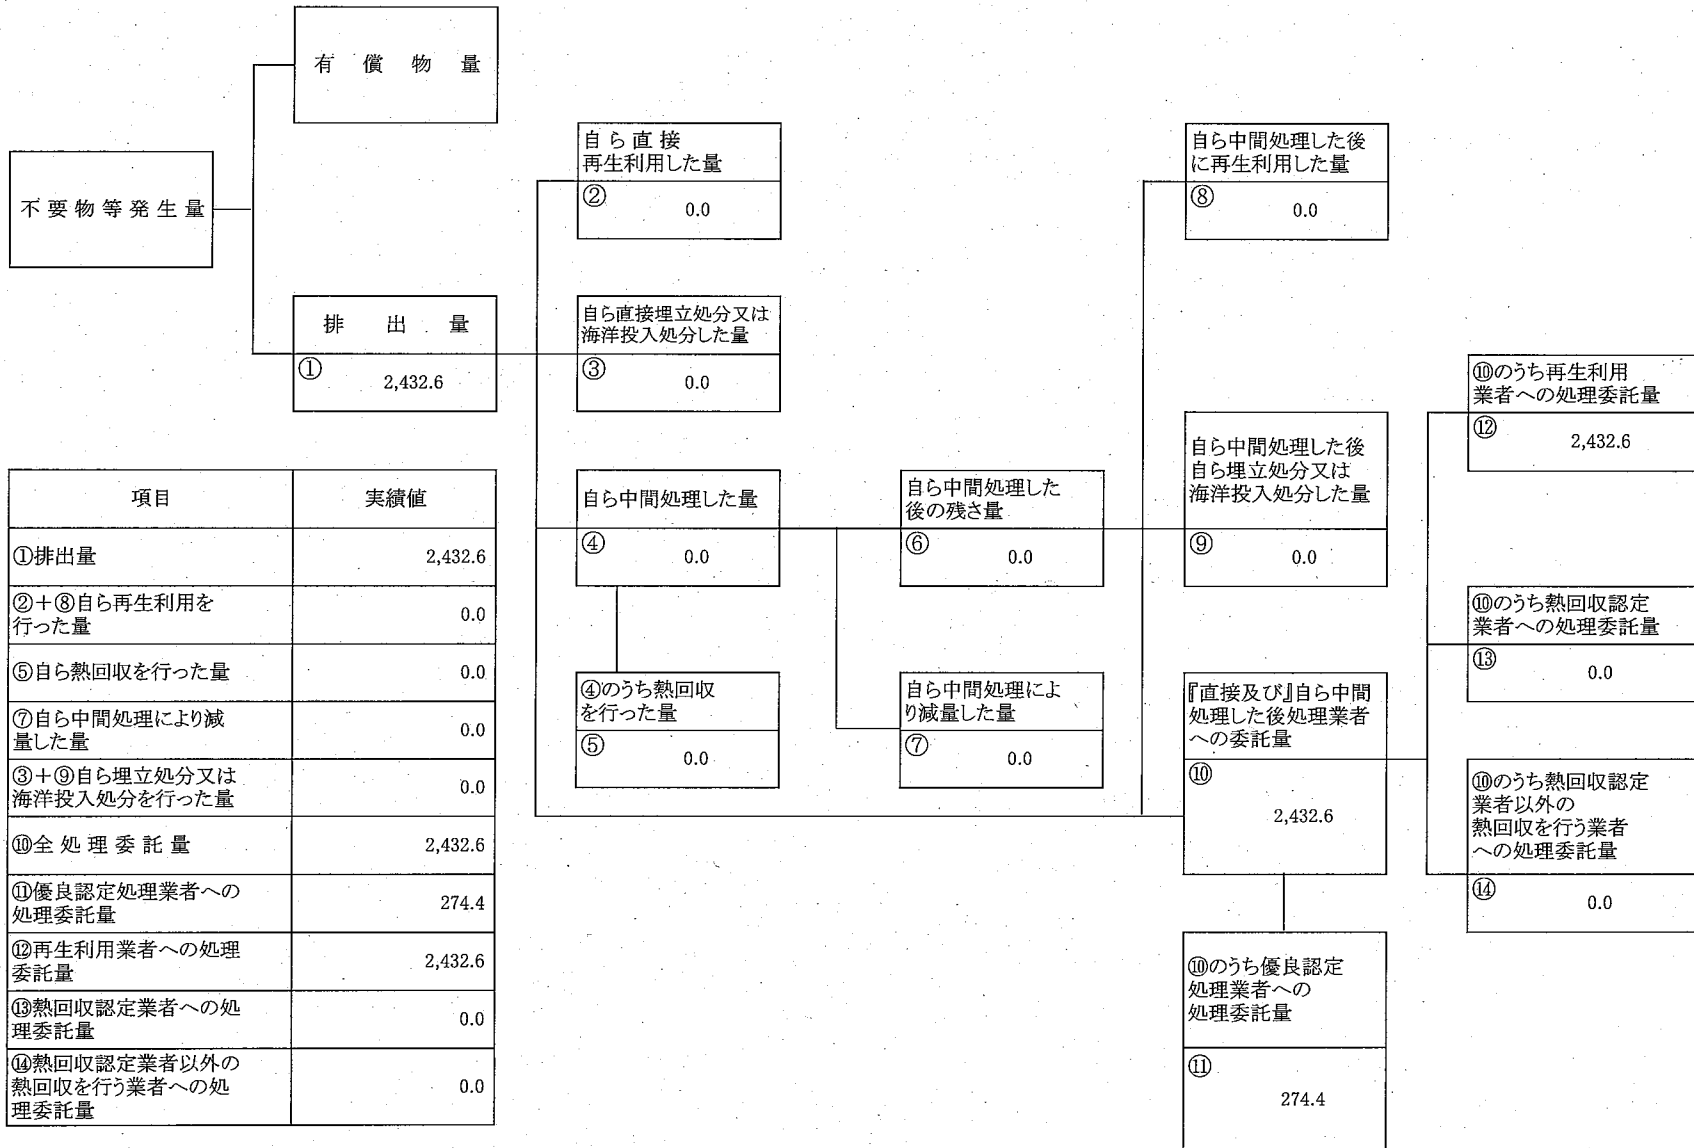 有償物量
不要物等発生量
排出量
① 2,432.6
自ら直接
再生利用した量
② 0.0
自ら直接埋立処分又は
海洋投入処分した量
③ 0.0
自ら中間処理した量
④ 0.0
④のうち熱回収
を行った量
⑤ 0.0
自ら中間処理した
後の残さ量
⑥ 0.0
自ら中間処理によ
り減量した量
⑦ 0.0
自ら中間処理した後
に再生利用した量
⑧ 0.0
自ら中間処理した後
自ら埋立処分又は
海洋投入処分した量
⑨ 0.0
『直接及び』自ら中間
処理した後処理業者
への委託量
⑩
2,432.6
⑩のうち優良認定
処理業者への
処理委託量
⑪
274.4
⑩のうち再生利用
業者への処理委託量
⑫ 2,432.6
⑩のうち熱回収認定
業者への処理委託量
⑬ 0.0
⑩のうち熱回収認定
業者以外の
熱回収を行う業者
への処理委託量
⑭ 0.0
項目 実績値
①排出量 2,432.6
②+⑧自ら再生利用を
行った量 0.0
⑤自ら熱回収を行った量 0.0
⑦自ら中間処理により減
量した量 0.0
③+⑨自ら埋立処分又は
海洋投入処分を行った量 0.0
⑩全処理委託量 2,432.6
⑪優良認定処理業者への
処理委託量 274.4
⑫再生利用業者への処理
委託量 2,432.6
⑬熱回収認定業者への処
理委託量 0.0
⑭熱回収認定業者以外の
熱回収を行う業者への処
理委託量 0.0